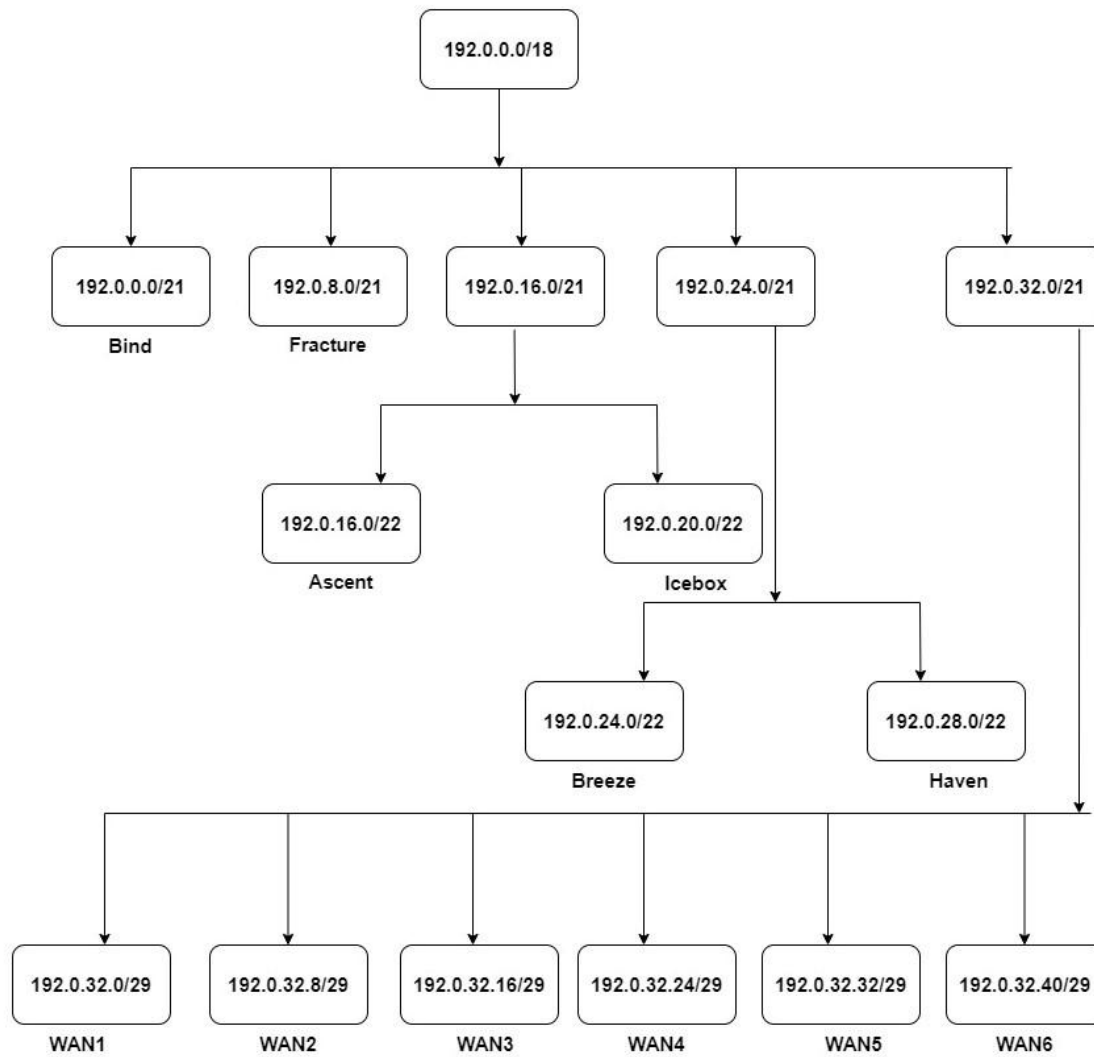 192.0.0.0/18
192.0.0.0/21
192.0.8.0/21
192.0.16.0/21
192.0.24.0/21
192.0.32.0/21
Bind
Fracture
192.0.16.0/22
192.0.20.0/22
Ascent
Icebox
192.0.24.0/22
192.0.28.0/22
Breeze
Haven
192.0.32.0/29
192.0.32.8/29
192.0.32.16/29
192.0.32.24/29
192.0.32.32/29
192.0.32.40/29
WAN1
WAN2
WAN3
WAN4
WAN5
WAN6